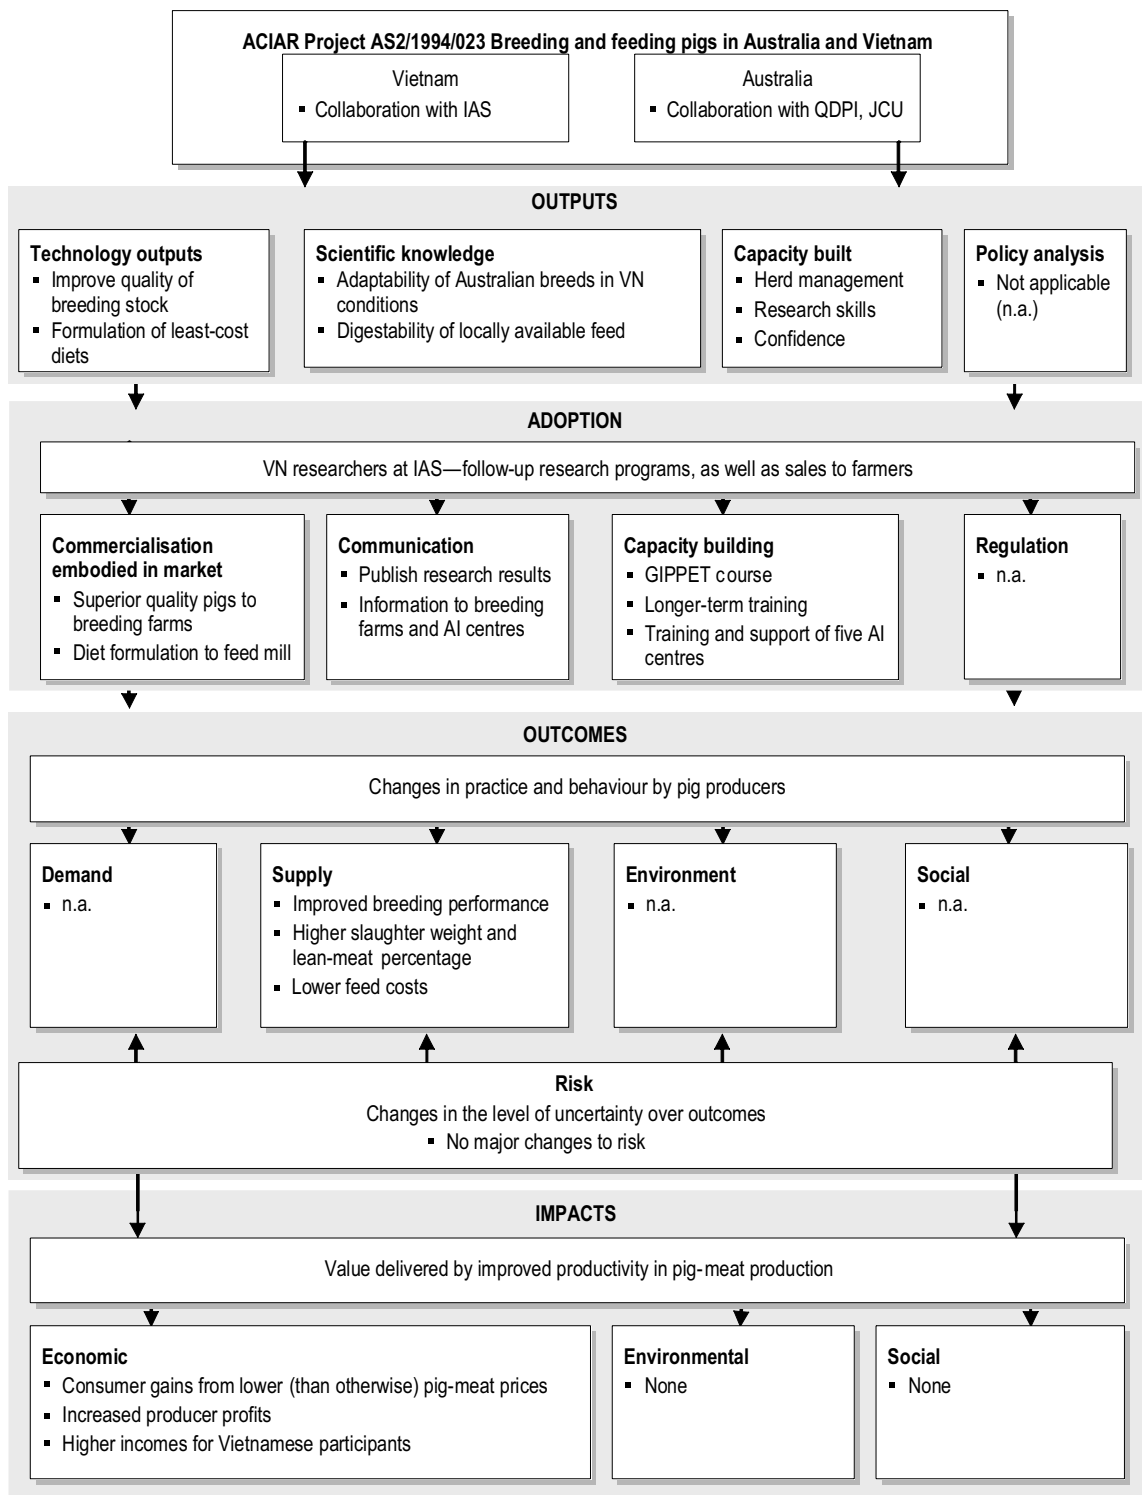 ACIAR Project AS2/1994/023 Breeding and feeding pigs in Australia and Vietnam
Vietnam
▪ Collaboration with IAS
Australia
▪ Collaboration with QDPI, JCU
OUTPUTS
Technology outputs
▪ Improve quality of
breeding stock
▪ Formulation of least-cost
diets
Scientific knowledge
▪ Adaptability of Australian breeds in VN
conditions
▪ Digestability of locally available feed
Capacity built
▪ Herd management
▪ Research skills
▪ Confidence
Policy analysis
▪ Not applicable
(n.a.)
ADOPTION
VN researchers at IAS—follow-up research programs, as well as sales to farmers
Commercialisation
embodied in market
▪ Superior quality pigs to
breeding farms
▪ Diet formulation to feed mill
Communication
▪ Publish research results
▪ Information to breeding
farms and AI centres
Capacity building
▪ GIPPET course
▪ Longer-term training
▪ Training and support of five AI
centres
Regulation
▪ n.a.
OUTCOMES
Changes in practice and behaviour by pig producers
Demand
▪ n.a.
Supply
▪ Improved breeding performance
▪ Higher slaughter weight and
lean-meat percentage
▪ Lower feed costs
Environment
▪ n.a.
Social
▪ n.a.
Risk
Changes in the level of uncertainty over outcomes
▪ No major changes to risk
IMPACTS
Value delivered by improved productivity in pig-meat production
Economic
▪ Consumer gains from lower (than otherwise) pig-meat prices
▪ Increased producer profits
▪ Higher incomes for Vietnamese participants
Environmental
▪ None
Social
▪ None